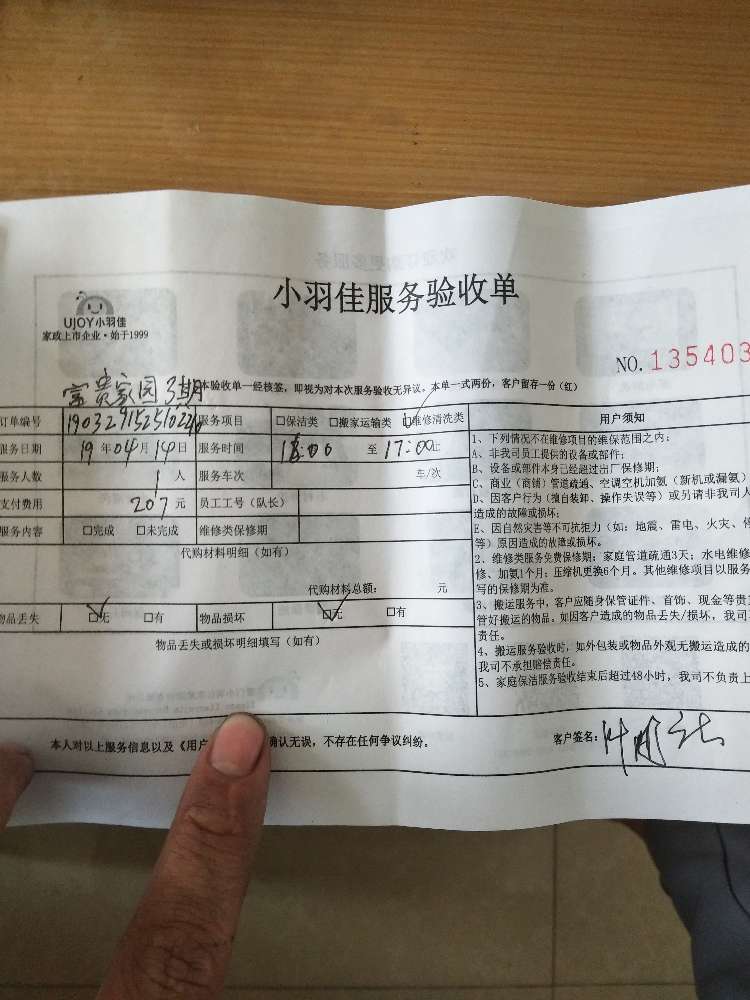 小羽佳服务验收单
UJOY小羽佳
家政上市企业·始于1999
NO.135403
富贵家园3期
本验收单一经核签，即视为对本次服务验收无异议。本单一式两份，客户留存一份（红）
订单编号 服务项目 □保洁类 □搬家运输类 □维修清洗类 用户须知
服务日期 19年04月14日 服务时间 至17:00止
服务人数 1人 服务车次 车/次
支付费用 207元 员工工号（队长）
服务内容 □完成 □未完成 维修类保修期
代购材料明细（如有）
代购材料总额： 元
物品丢失 □无 □有 物品损坏 □无 □有
物品丢失或损坏明细填写（如有）
1、下列情况不在维修项目的维保范围之内：
A、非我司员工提供的设备或部件；
B、设备或部件本身已经超过出厂保修期；
C、商业（商铺）管道疏通、空调空机加氨（新机或漏氨）
D、因客户行为（擅自装卸、操作失误等）或另请非我司人
造成的故障或损坏；
E、因自然灾害等不可抗拒力（如：地震、雷电、火灾、
等）原因造成的故障或损坏。
2、维修类服务免费保修期：家庭管道疏通3天；水电维修
修、加氨1个月；压缩机更换6个月。其他维修项目以服务
写的保修期为准。
3、搬运服务中，客户应随身保管证件、首饰、现金等贵
管好搬运的物品。如因客户造成的物品丢失/损坏，我司
责任。
4、搬运服务验收时，如外包装或物品外观无搬运造成的
我司不承担赔偿责任。
5、家庭保洁服务验收结束后超过48小时，我司不负责上
本人对以上服务信息以及《用户 确认无误，不存在任何争议纠纷。
客户签名：